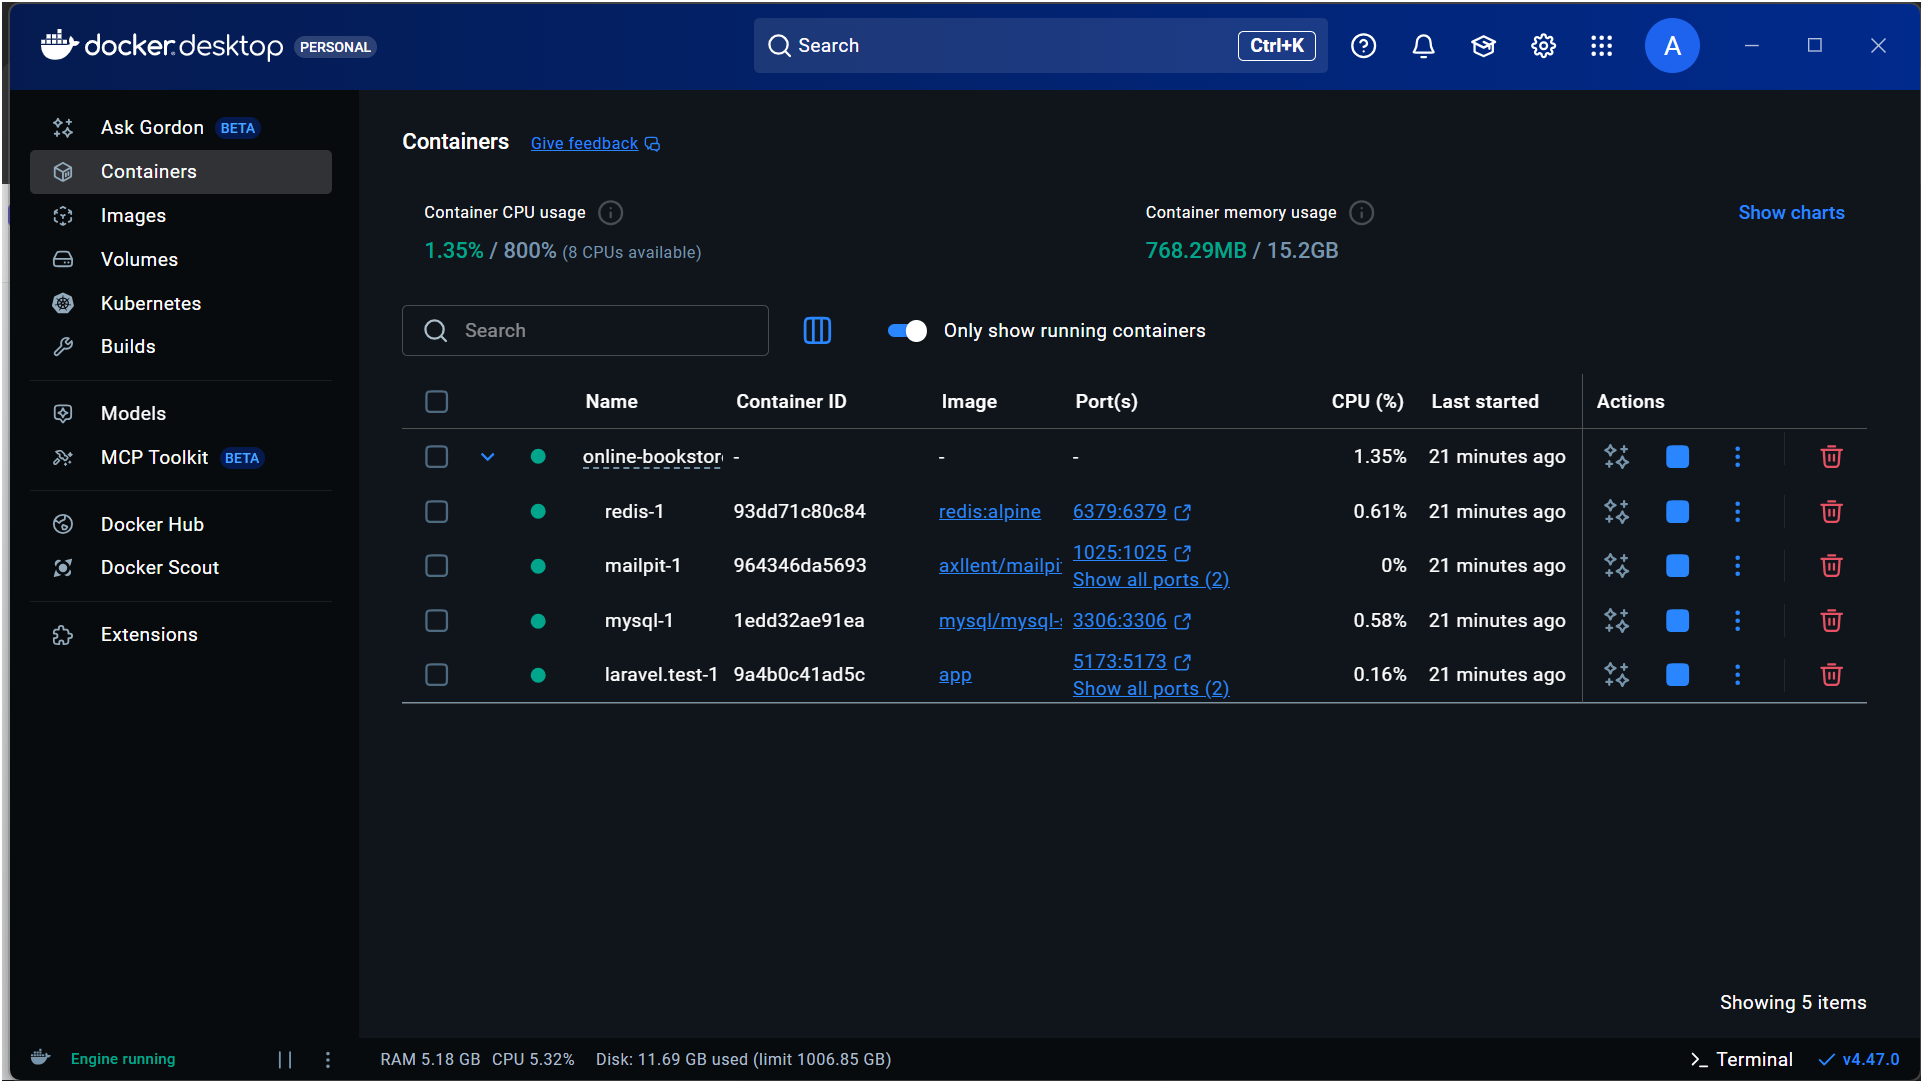 docker.desktop PERSONAL
Search Ctrl+K
A
Ask Gordon BETA
Containers
Images
Volumes
Kubernetes
Builds
Models
MCP Toolkit BETA
Docker Hub
Docker Scout
Extensions
Containers Give feedback
Container CPU usage
1.35% / 800% (8 CPUs available)
Container memory usage
768.29MB / 15.2GB
Show charts
Search
Only show running containers
Name Container ID Image Port(s) CPU (%) Last started Actions
online-bookstor - - - 1.35% 21 minutes ago
redis-1 93dd71c80c84 redis:alpine 6379:6379 0.61% 21 minutes ago
mailpit-1 964346da5693 axllent/mailpi 1025:1025 0% 21 minutes ago
Show all ports (2)
mysql-1 1edd32ae91ea mysql/mysql- 3306:3306 0.58% 21 minutes ago
laravel.test-1 9a4b0c41ad5c app 5173:5173 0.16% 21 minutes ago
Show all ports (2)
Showing 5 items
Engine running
RAM 5.18 GB CPU 5.32% Disk: 11.69 GB used (limit 1006.85 GB)
Terminal v4.47.0